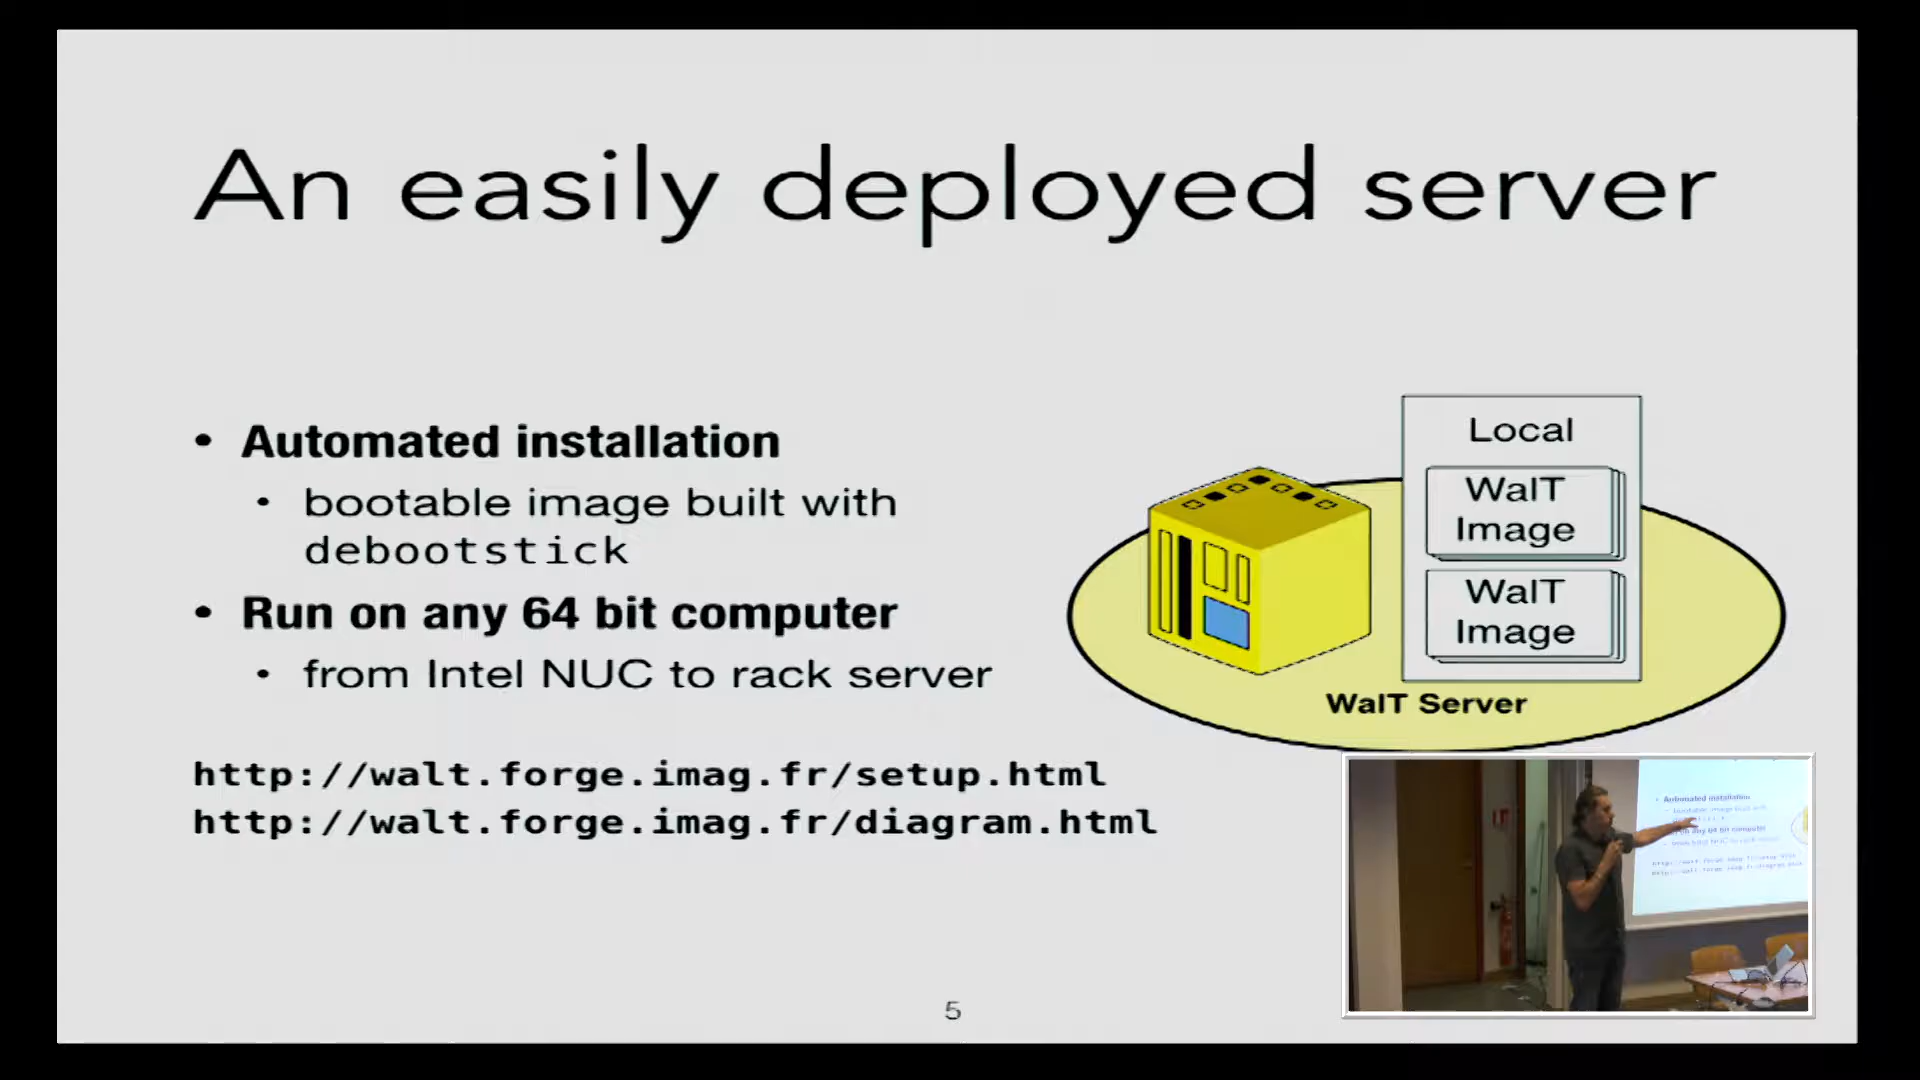 An easily deployed server
• Automated installation
• bootable image built with
debootstick
• Run on any 64 bit computer
• from Intel NUC to rack server
http://walt.forge.imag.fr/setup.html
http://walt.forge.imag.fr/diagram.html
Local
WalT
Image
WalT
Image
WalT Server
5
Automated installation